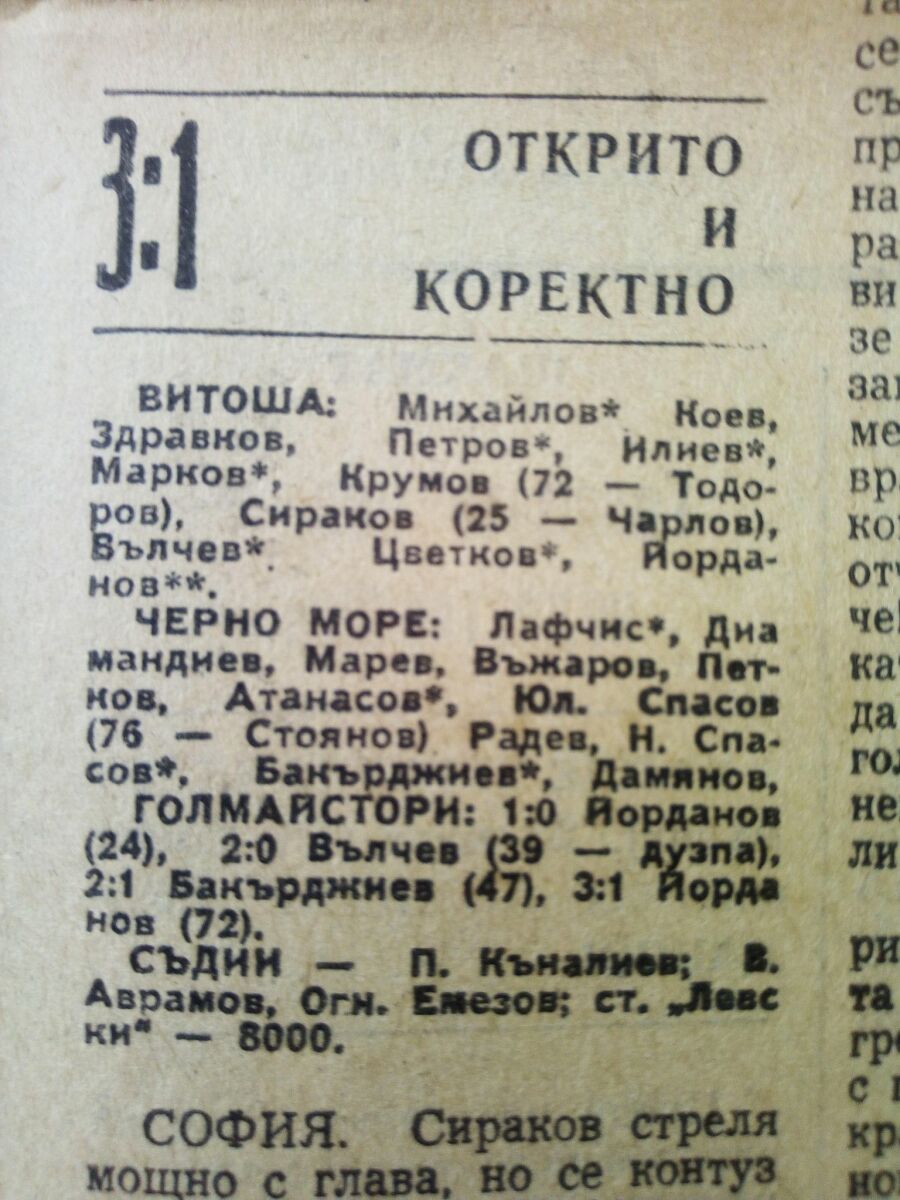 3:1
ОТКРИТО
И
КОРЕКТНО
ВИТОША: Михайлов* Коев,
Здравков, Петров*, Илиев*,
Марков*, Крумов (72 — Тодо-
ров), Сираков (25 — Чарлов),
Вълчев* Цветков*, Йорда-
нов**.
ЧЕРНО МОРЕ: Лафчис*, Диа
мандиев, Марев, Въжаров, Пет-
ков, Атанасов*, Юл. Спасов
(76 — Стоянов) Радев, Н. Спа-
сов*, Бакърджиев*, Дамянов,
ГОЛМАЙСТОРИ: 1:0 Йорданов
(24), 2:0 Вълчев (39 — дузпа),
2:1 Бакърджиев (47), 3:1 Йорда
нов (72).
СЪДИИ — П. Къналиев; В.
Аврамов, Огн. Емезов; ст. „Левс
ки“ — 8000.
СОФИЯ. Сираков стреля
мощно с глава, но се контуз